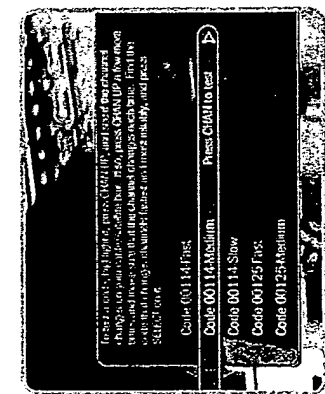 To test a code, highlight it, press CHAN UP, and see if the channel
changes on your cable/satellite box. If so, press CHAN UP a few more
times and make sure that the channel changes each time. Find the
code that changes channels fastest and most reliably, and press
SELECT on it.
Code 00114-Fast
Code 00114-Medium Press CHAN to test
Code 00114-Slow
Code 00125-Fast
Code 00125-Medium